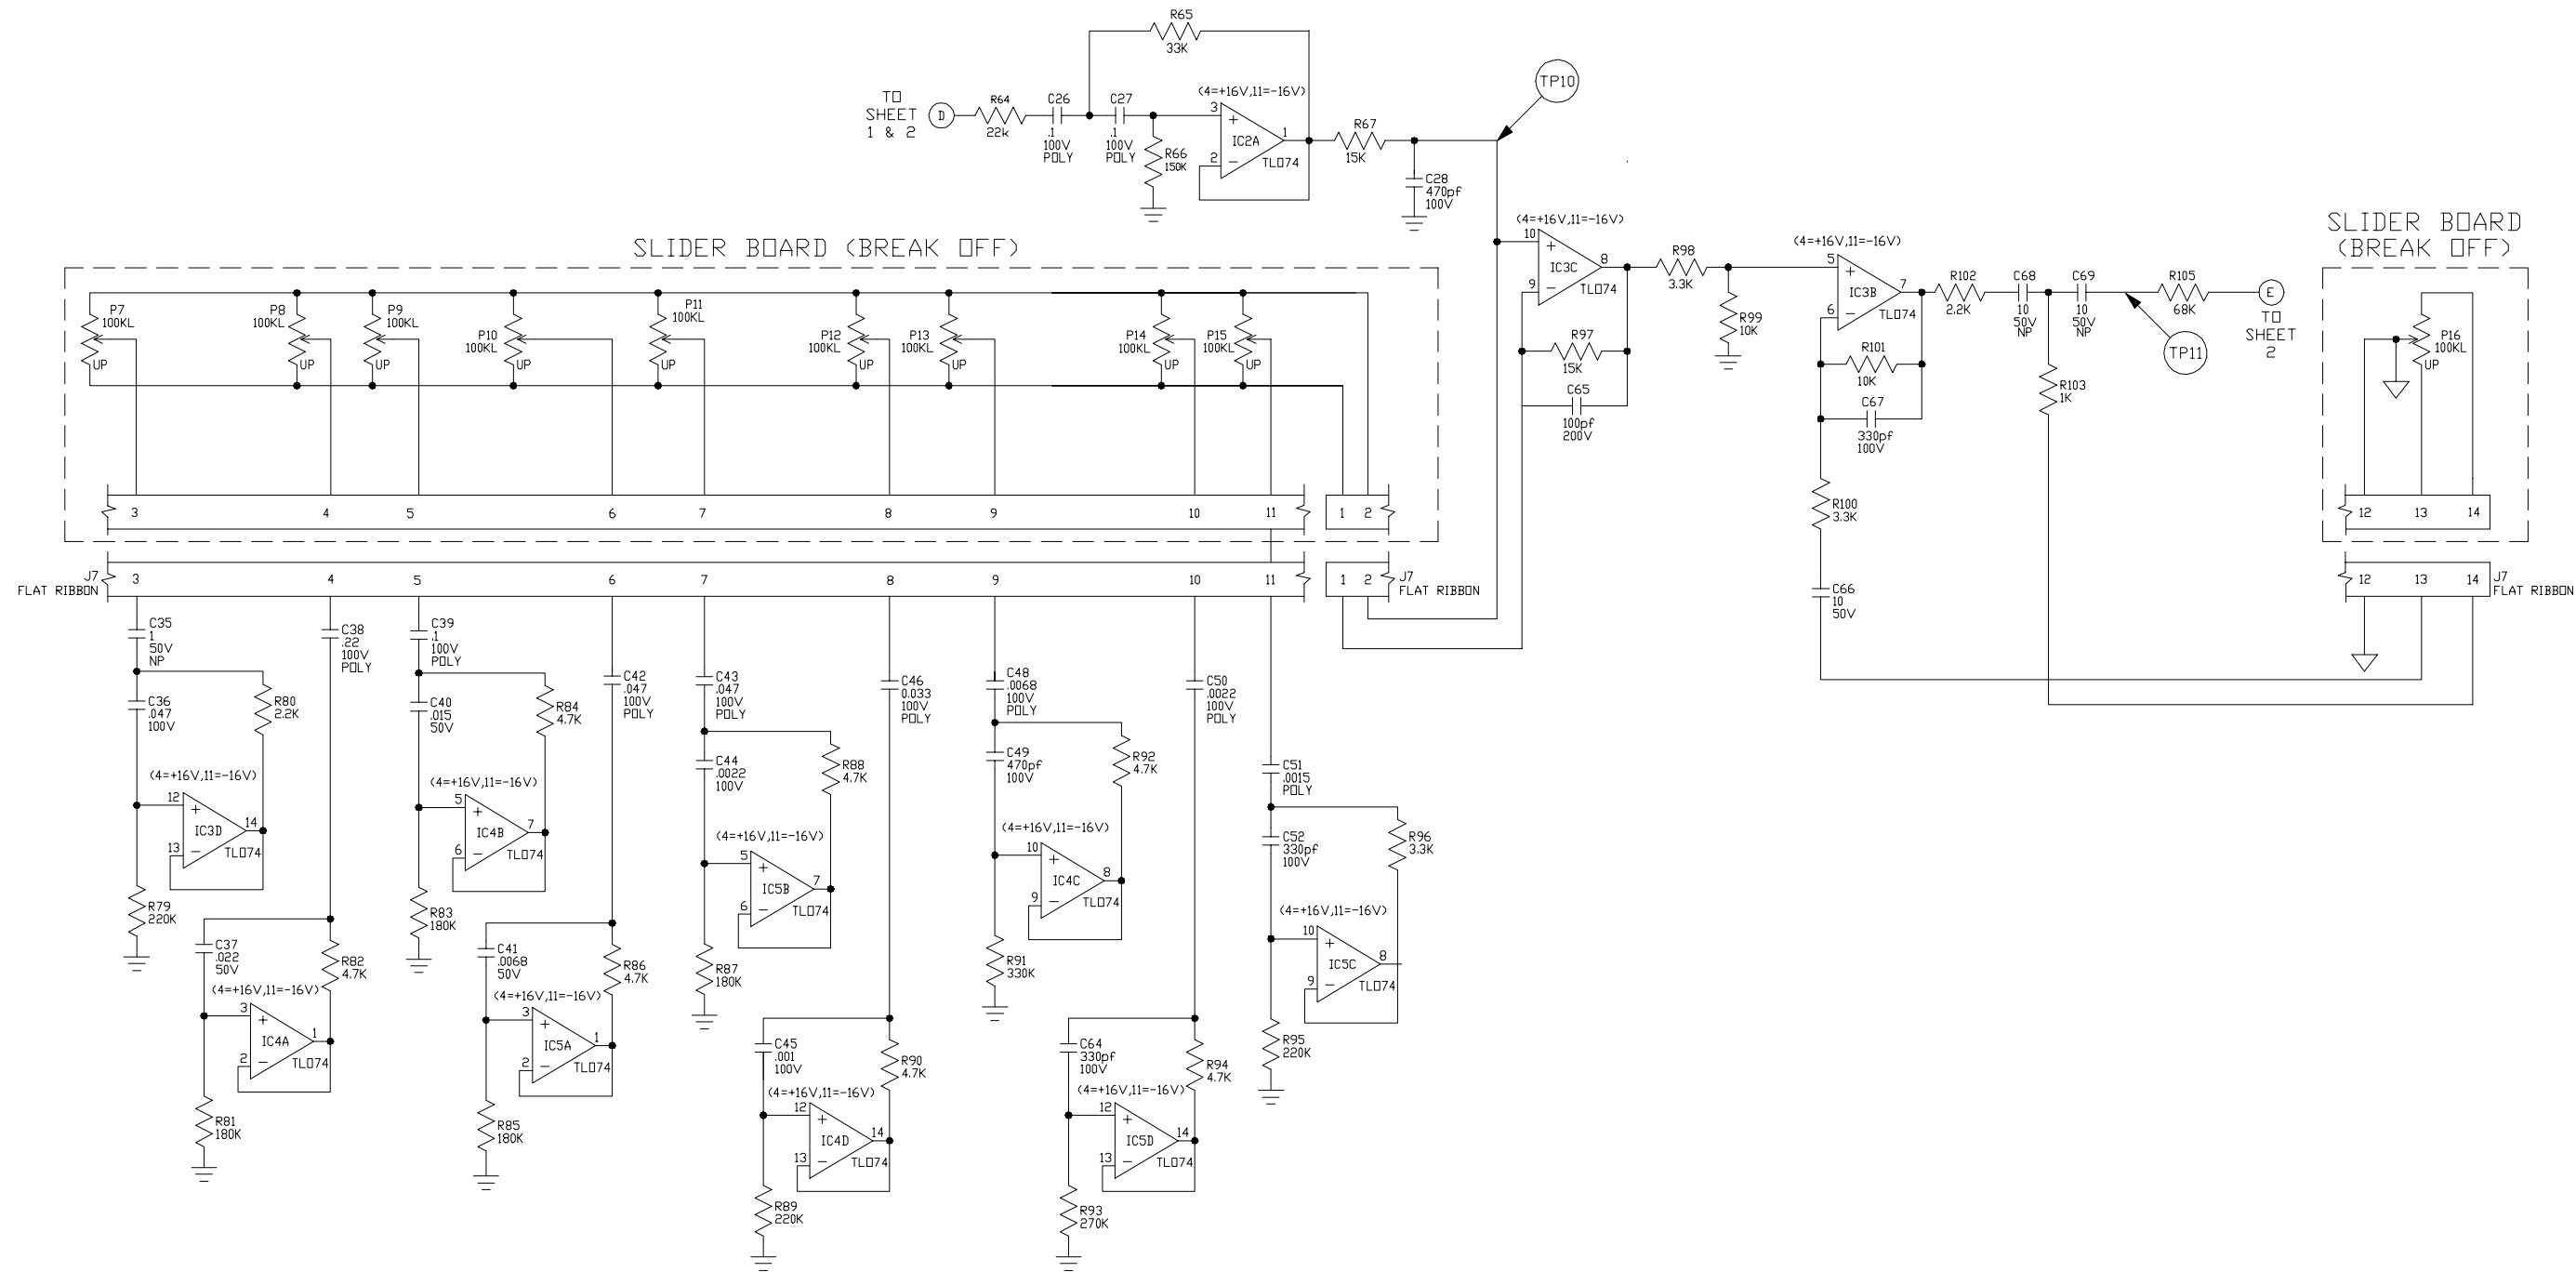 R65
33K
TO
SHEET
1 & 2
D
R64
22k
C26
.1
100V
POLY
C27
.1
100V
POLY
R66
150K
(4=+16V,11=-16V)
3
2
1
IC2A
TL074
R67
15K
C28
470pf
100V
TP10
SLIDER BOARD (BREAK OFF)
P7
100KL
UP
P8
100KL
UP
P9
100KL
UP
P10
100KL
UP
P11
100KL
UP
P12
100KL
UP
P13
100KL
UP
P14
100KL
UP
P15
100KL
UP
3 4 5 6 7 8 9 10 11 1 2
(4=+16V,11=-16V)
10
9
8
IC3C
TL074
R97
15K
C65
100pf
200V
R98
3.3K
R99
10K
(4=+16V,11=-16V)
5
6
7
IC3B
TL074
R101
10K
C67
330pf
100V
R100
3.3K
C66
10
50V
R102
2.2K
C68
10
50V
NP
C69
10
50V
NP
R103
1K
R105
68K
TP11
E
TO
SHEET
2
SLIDER BOARD
(BREAK OFF)
P16
100KL
UP
12 13 14
J7
FLAT RIBBON
3 4 5 6 7 8 9 10 11 1 2
J7
FLAT RIBBON
12 13 14
J7
FLAT RIBBON
C35
1
50V
NP
C36
.047
100V
R80
2.2K
(4=+16V,11=-16V)
12
13
14
IC3D
TL074
R79
220K
C38
.22
100V
POLY
C37
.022
50V
R82
4.7K
(4=+16V,11=-16V)
3
2
1
IC4A
TL074
R81
180K
C39
.1
100V
POLY
C40
.015
50V
R84
4.7K
(4=+16V,11=-16V)
5
6
7
IC4B
TL074
R83
180K
C42
.047
100V
POLY
C41
.0068
50V
R86
4.7K
(4=+16V,11=-16V)
3
2
1
IC5A
TL074
R85
180K
C43
.047
100V
POLY
C44
.0022
100V
R88
4.7K
(4=+16V,11=-16V)
5
6
7
IC5B
TL074
R87
180K
C46
0.033
100V
POLY
C45
.001
100V
R90
4.7K
(4=+16V,11=-16V)
12
13
14
IC4D
TL074
R89
220K
C48
.0068
100V
POLY
C49
470pf
100V
R92
4.7K
(4=+16V,11=-16V)
10
9
8
IC4C
TL074
R91
330K
C50
.0022
100V
POLY
C64
330pf
100V
R94
4.7K
(4=+16V,11=-16V)
12
13
14
IC5D
TL074
R93
270K
C51
.0015
POLY
C52
330pf
100V
R96
3.3K
(4=+16V,11=-16V)
10
9
8
IC5C
TL074
R95
220K